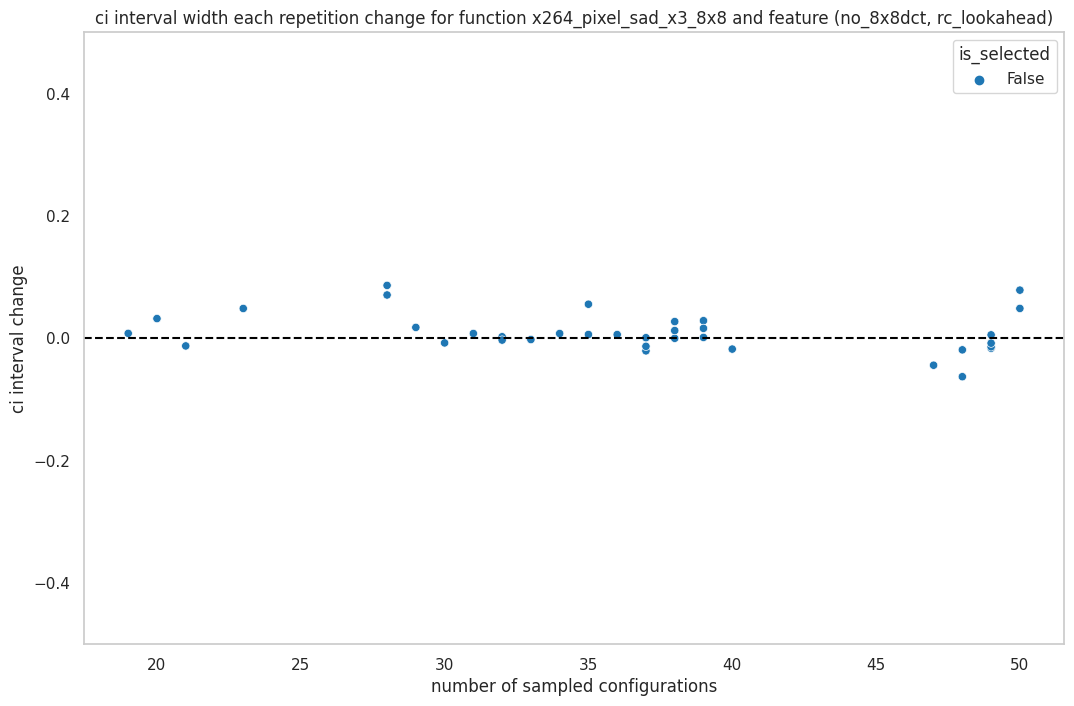 ci interval width each repetition change for function x264_pixel_sad_x3_8x8 and feature (no_8x8dct, rc_lookahead)
is_selected
False
0.4
0.2
0.0
−0.2
−0.4
ci interval change
20 25 30 35 40 45 50
number of sampled configurations